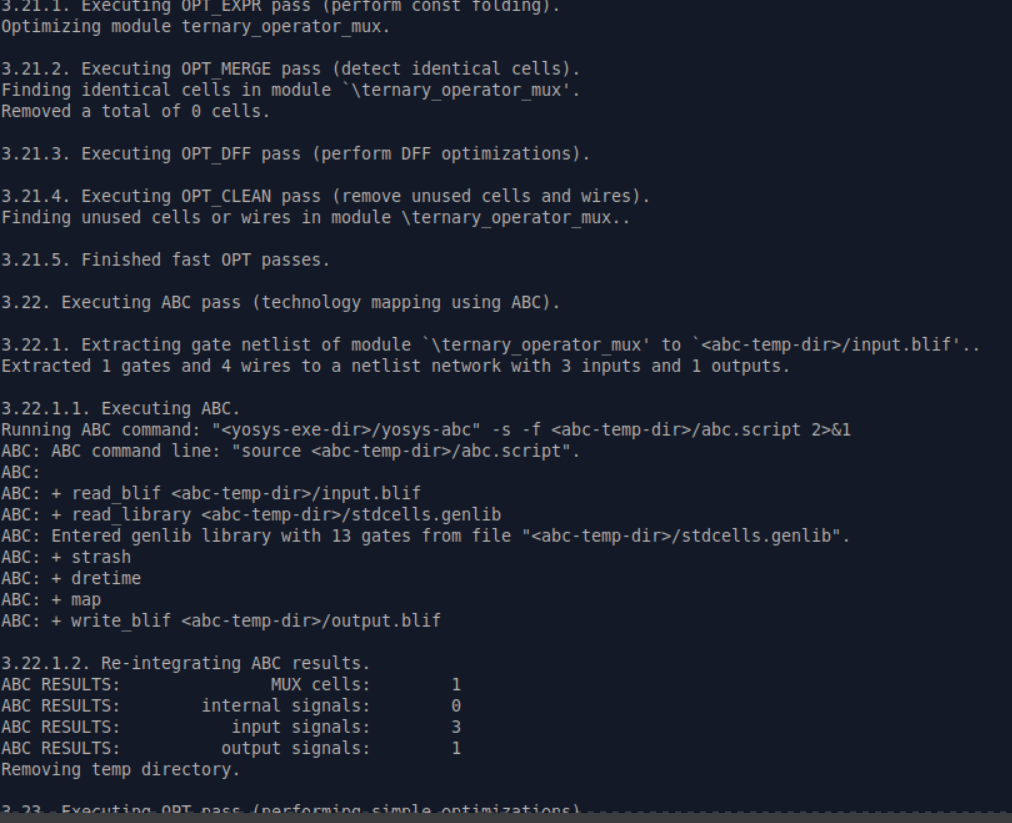 3.21.1. Executing OPT_EXPR pass (perform const folding).
Optimizing module ternary_operator_mux.
3.21.2. Executing OPT_MERGE pass (detect identical cells).
Finding identical cells in module `\ternary_operator_mux'.
Removed a total of 0 cells.
3.21.3. Executing OPT_DFF pass (perform DFF optimizations).
3.21.4. Executing OPT_CLEAN pass (remove unused cells and wires).
Finding unused cells or wires in module \ternary_operator_mux..
3.21.5. Finished fast OPT passes.
3.22. Executing ABC pass (technology mapping using ABC).
3.22.1. Extracting gate netlist of module `\ternary_operator_mux' to `<abc-temp-dir>/input.blif'..
Extracted 1 gates and 4 wires to a netlist network with 3 inputs and 1 outputs.
3.22.1.1. Executing ABC.
Running ABC command: "<yosys-exe-dir>/yosys-abc" -s -f <abc-temp-dir>/abc.script 2>&1
ABC: ABC command line: "source <abc-temp-dir>/abc.script".
ABC:
ABC: + read_blif <abc-temp-dir>/input.blif
ABC: + read_library <abc-temp-dir>/stdcells.genlib
ABC: Entered genlib library with 13 gates from file "<abc-temp-dir>/stdcells.genlib".
ABC: + strash
ABC: + dretime
ABC: + map
ABC: + write_blif <abc-temp-dir>/output.blif
3.22.1.2. Re-integrating ABC results.
ABC RESULTS:               MUX cells:        1
ABC RESULTS:        internal signals:        0
ABC RESULTS:           input signals:        3
ABC RESULTS:          output signals:        1
Removing temp directory.
3.23. Executing OPT pass (performing simple optimizations).